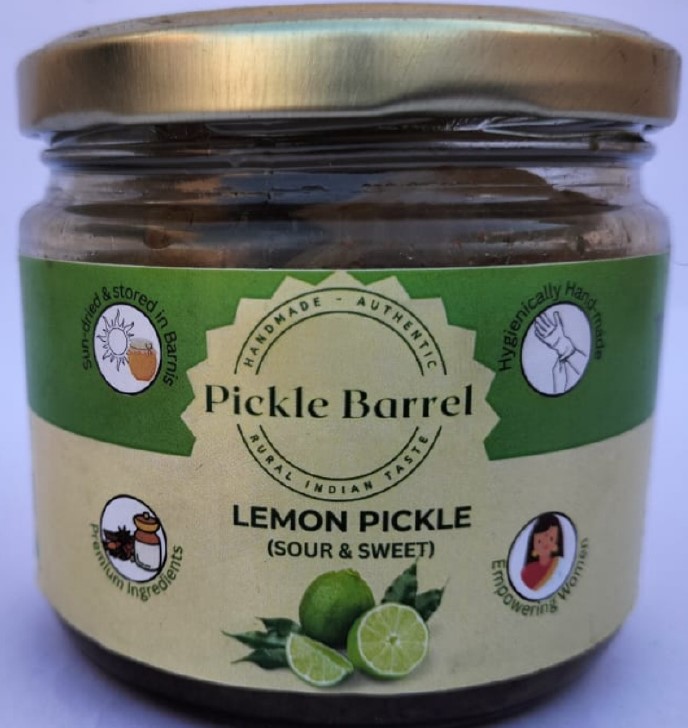 Sun-dried & stored in Barnis
HANDMADE - AUTHENTIC
Hygienically Hand-made
Pickle Barrel
RURAL INDIAN TASTE
LEMON PICKLE
(SOUR & SWEET)
Premium Ingredients
Empowering Women